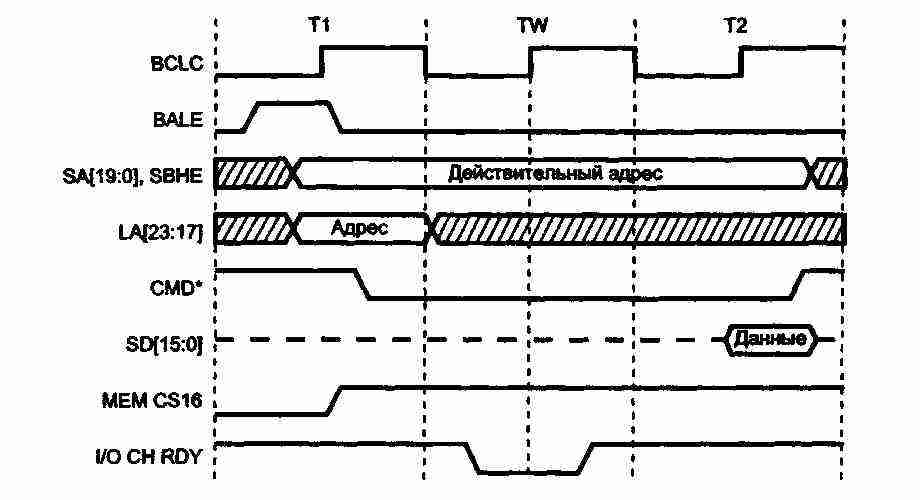 T1 TW T2
BCLC
BALE
SA[19:0], SBHE Действительный адрес
LA[23:17] Адрес
CMD*
SD[15:0] Данные
MEM CS16
I/O CH RDY